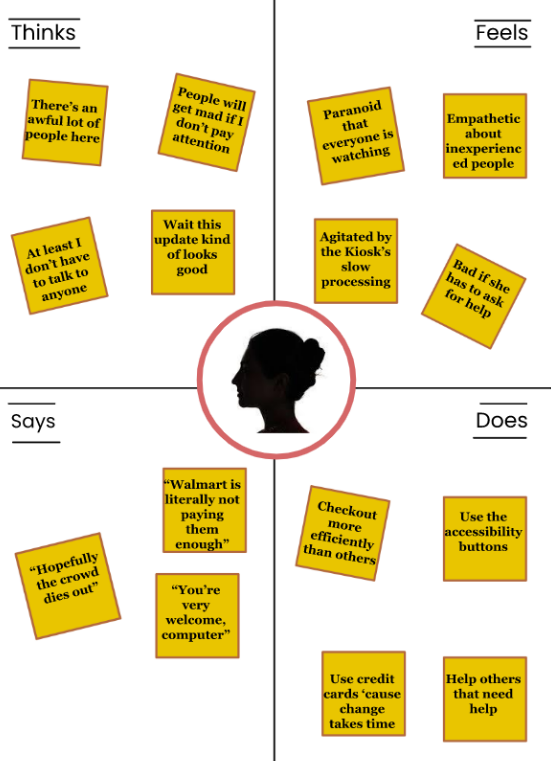 Thinks
There's an
awful lot of
people here
People will
get mad if I
don't pay
attention
At least I
don't have
to talk to
anyone
Wait this
update kind
of looks
good
Feels
Paranoid
that
everyone is
watching
Empathetic
about
inexperienc
ed people
Agitated by
the Kiosk's
slow
processing
Bad if she
has to ask
for help
Says
“Walmart is
literally not
paying
them
enough”
“Hopefully
the crowd
dies out”
“You're
very
welcome,
computer”
Does
Checkout
more
efficiently
than others
Use the
accessibility
buttons
Use credit
cards ‘cause
change
takes time
Help others
that need
help